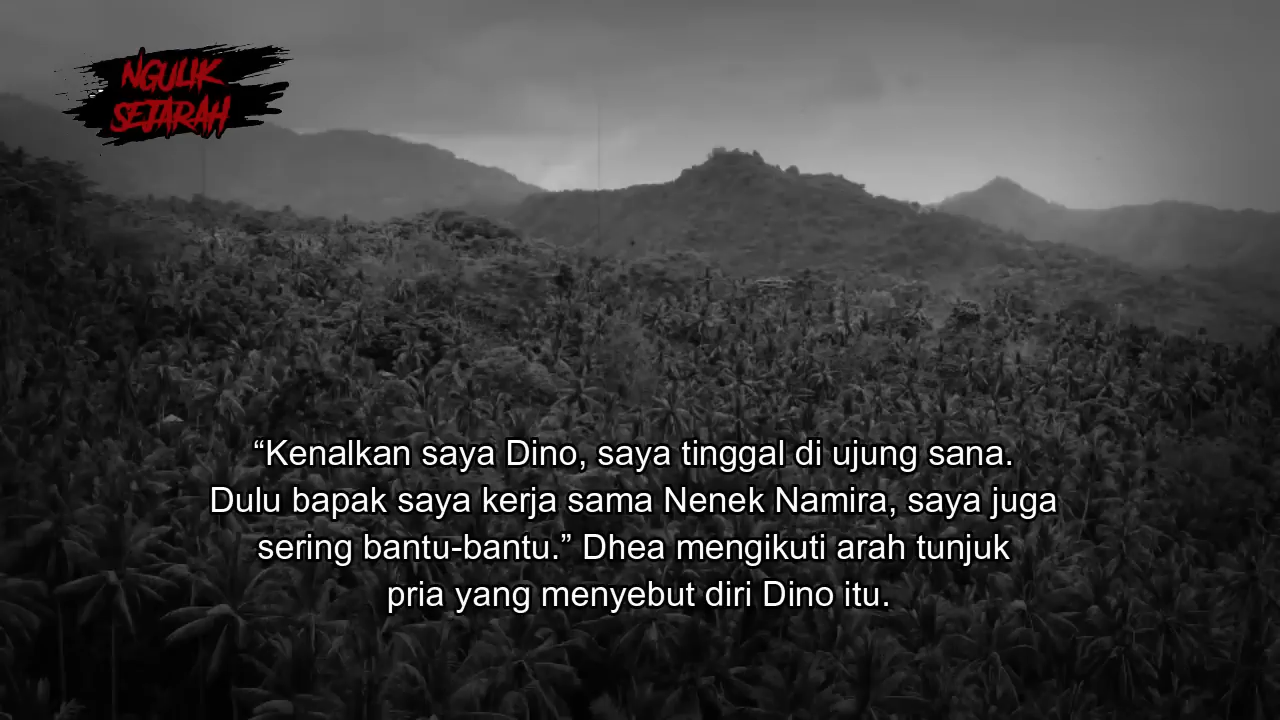 NGULIK
SEJARAH
“Kenalkan saya Dino, saya tinggal di ujung sana.
Dulu bapak saya kerja sama Nenek Namira, saya juga
sering bantu-bantu.” Dhea mengikuti arah tunjuk
pria yang menyebut diri Dino itu.